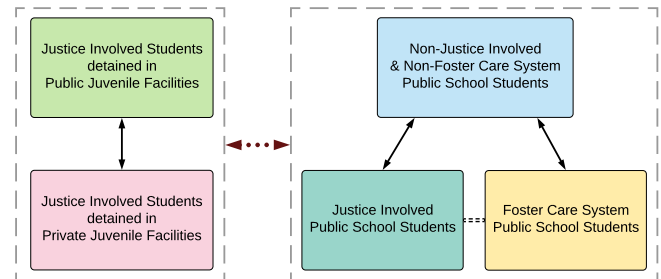 Justice Involved Students
detained in
Public Juvenile Facilities
Justice Involved Students
detained in
Private Juvenile Facilities
Non-Justice Involved
& Non-Foster Care System
Public School Students
Justice Involved
Public School Students
Foster Care System
Public School Students